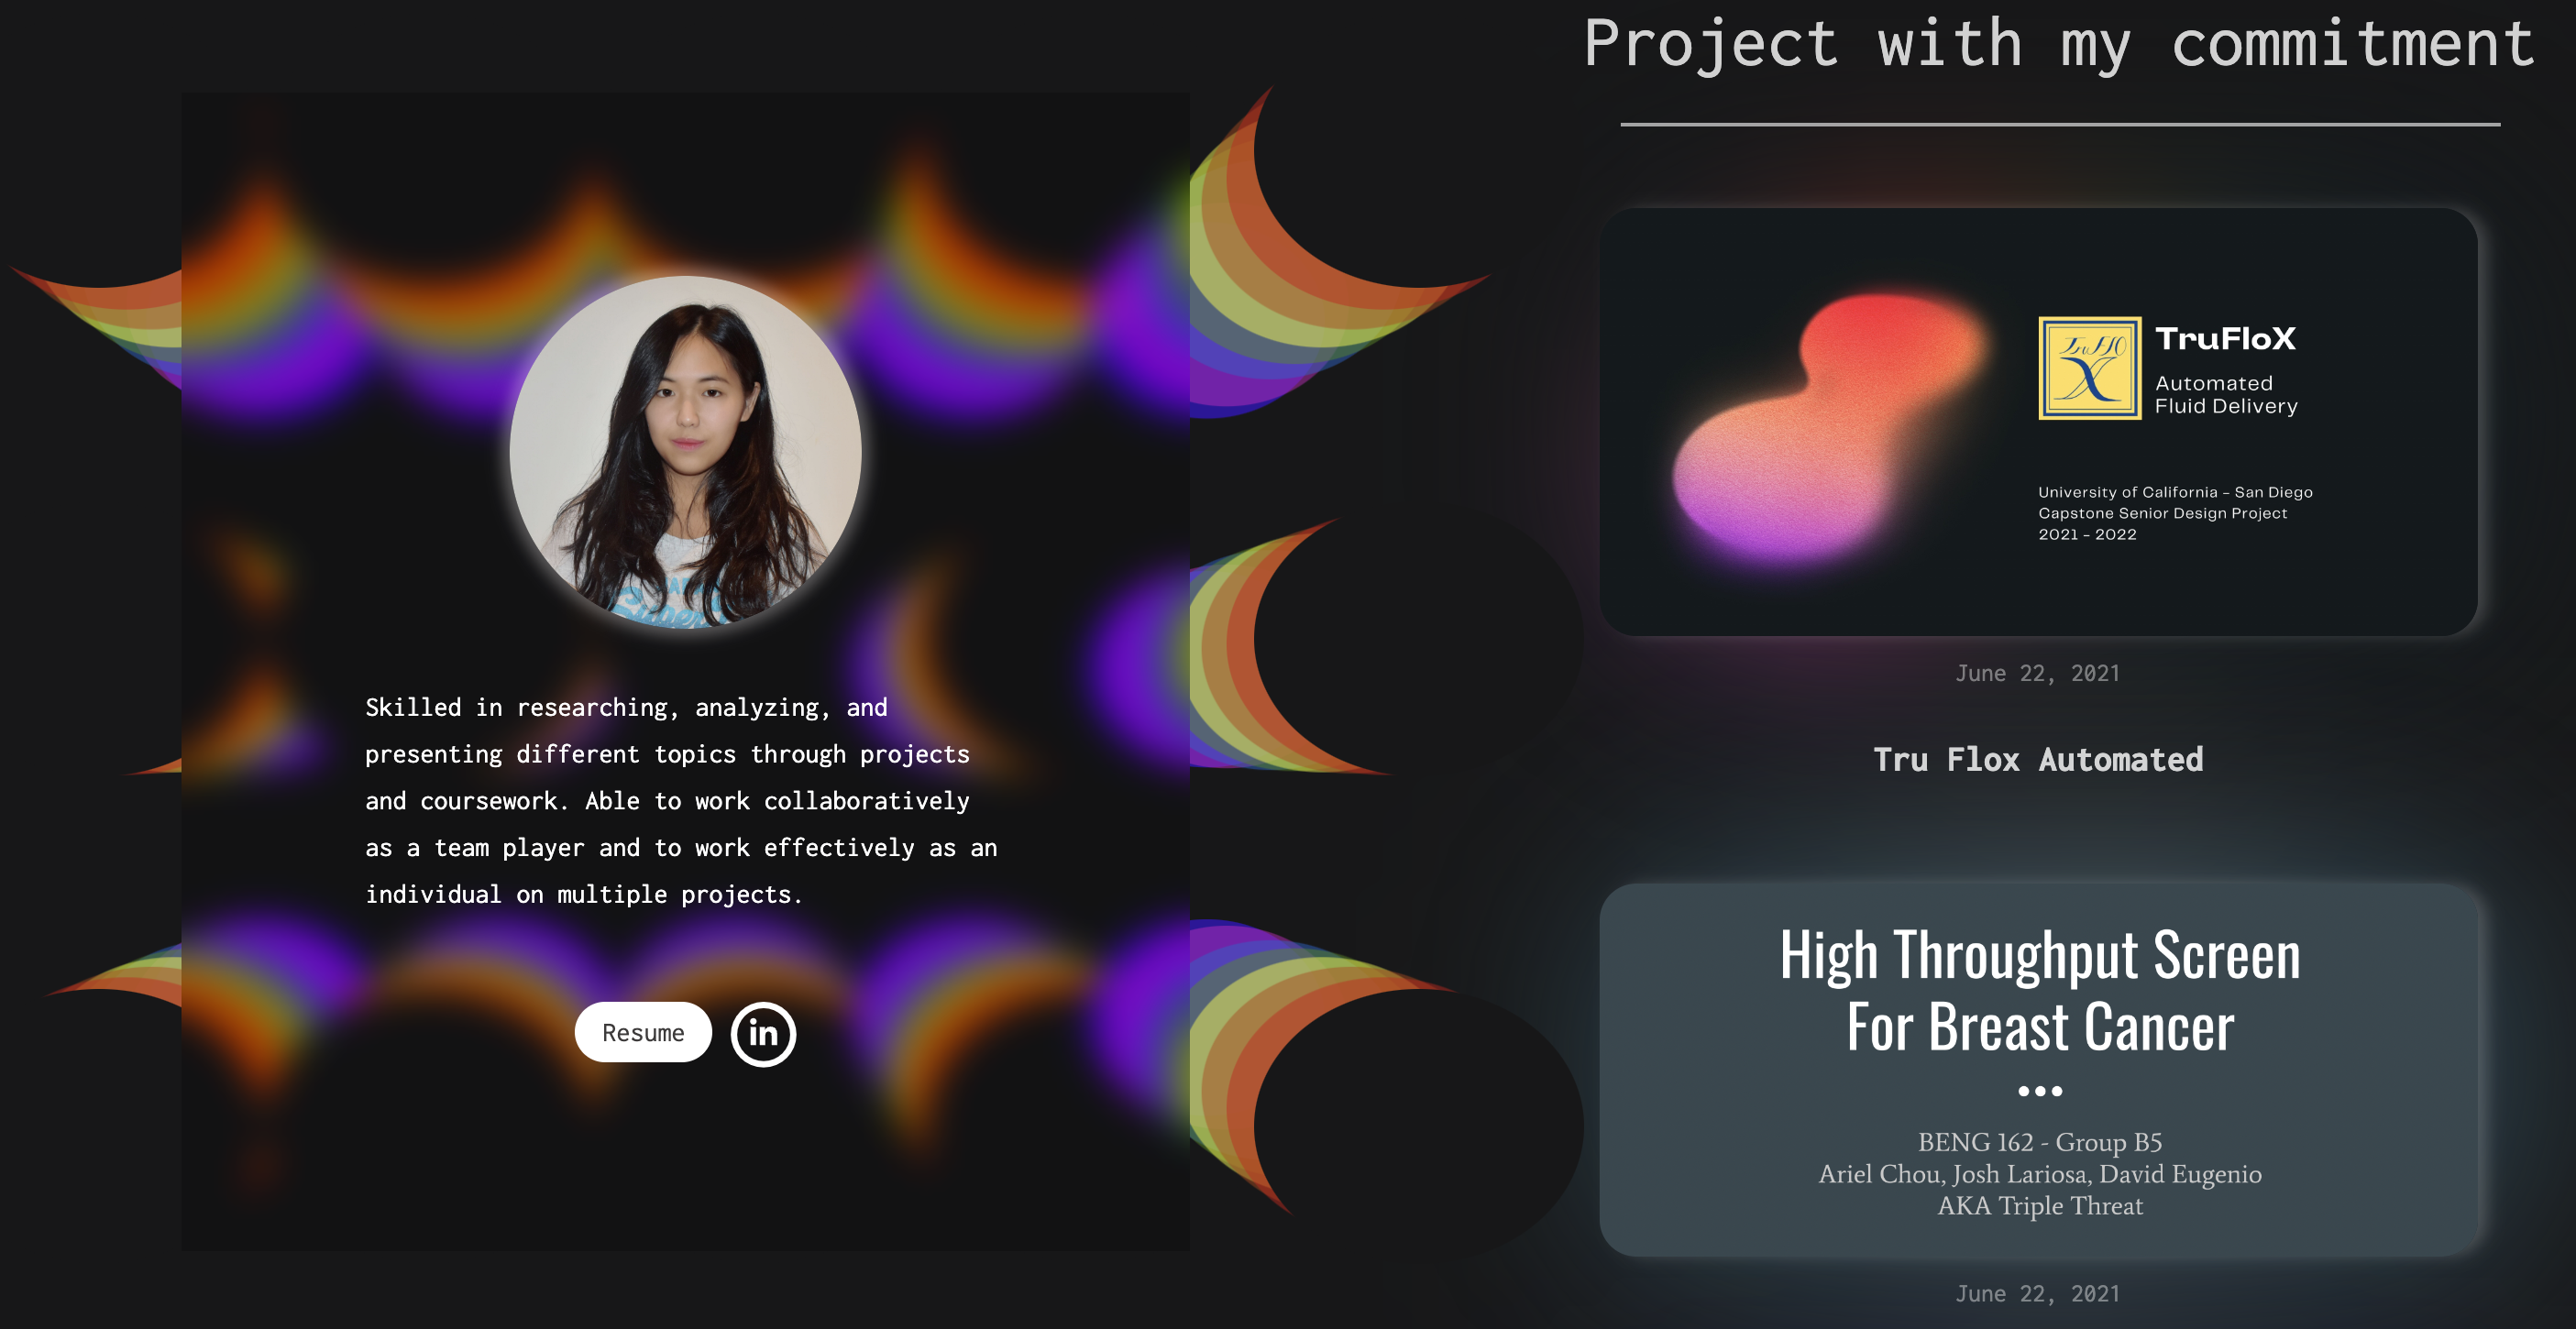 Skilled in researching, analyzing, and
presenting different topics through projects
and coursework. Able to work collaboratively
as a team player and to work effectively as an
individual on multiple projects.
Resume
in
Project with my commitment
TruFlo
X
TruFloX
Automated
Fluid Delivery
University of California - San Diego
Capstone Senior Design Project
2021 - 2022
June 22, 2021
Tru Flox Automated
High Throughput Screen
For Breast Cancer
BENG 162 - Group B5
Ariel Chou, Josh Lariosa, David Eugenio
AKA Triple Threat
June 22, 2021